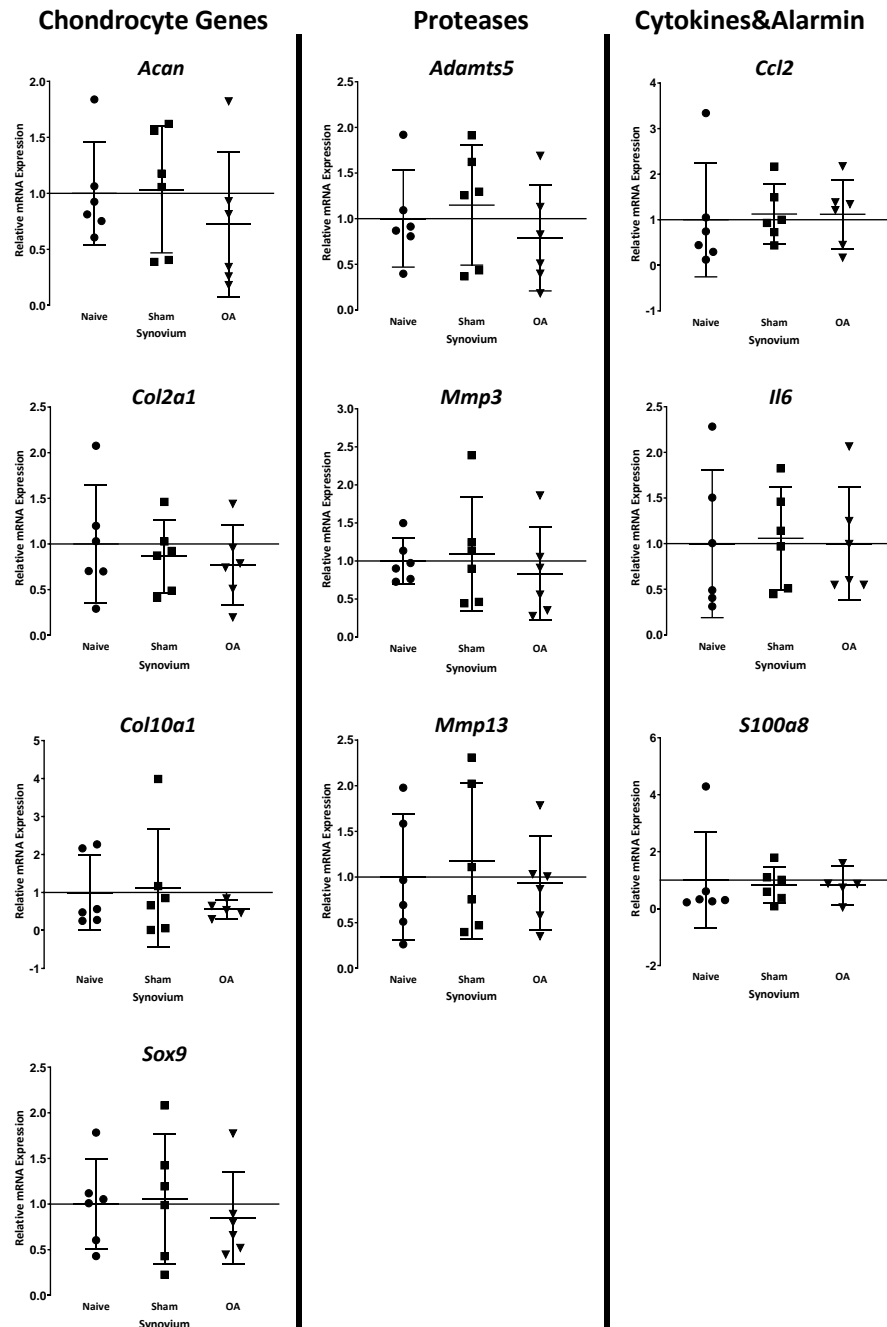 Chondrocyte Genes
Proteases
Cytokines&Alarmin
Acan
Relative mRNA Expression
2.0
1.5
1.0
0.5
0.0
Naive Sham OA
Synovium
Adamts5
Relative mRNA Expression
2.5
2.0
1.5
1.0
0.5
0.0
Naive Sham OA
Synovium
Ccl2
Relative mRNA Expression
4
3
2
1
0
-1
Naive Sham OA
Synovium
Col2a1
Relative mRNA Expression
2.5
2.0
1.5
1.0
0.5
0.0
Naive Sham OA
Synovium
Mmp3
Relative mRNA Expression
3.0
2.5
2.0
1.5
1.0
0.5
0.0
Naive Sham OA
Synovium
Il6
Relative mRNA Expression
2.5
2.0
1.5
1.0
0.5
0.0
Naive Sham OA
Synovium
Col10a1
Relative mRNA Expression
5
4
3
2
1
0
-1
Naive Sham OA
Synovium
Mmp13
Relative mRNA Expression
2.5
2.0
1.5
1.0
0.5
0.0
Naive Sham OA
Synovium
S100a8
Relative mRNA Expression
6
4
2
0
-2
Naive Sham OA
Synovium
Sox9
Relative mRNA Expression
2.5
2.0
1.5
1.0
0.5
0.0
Naive Sham OA
Synovium